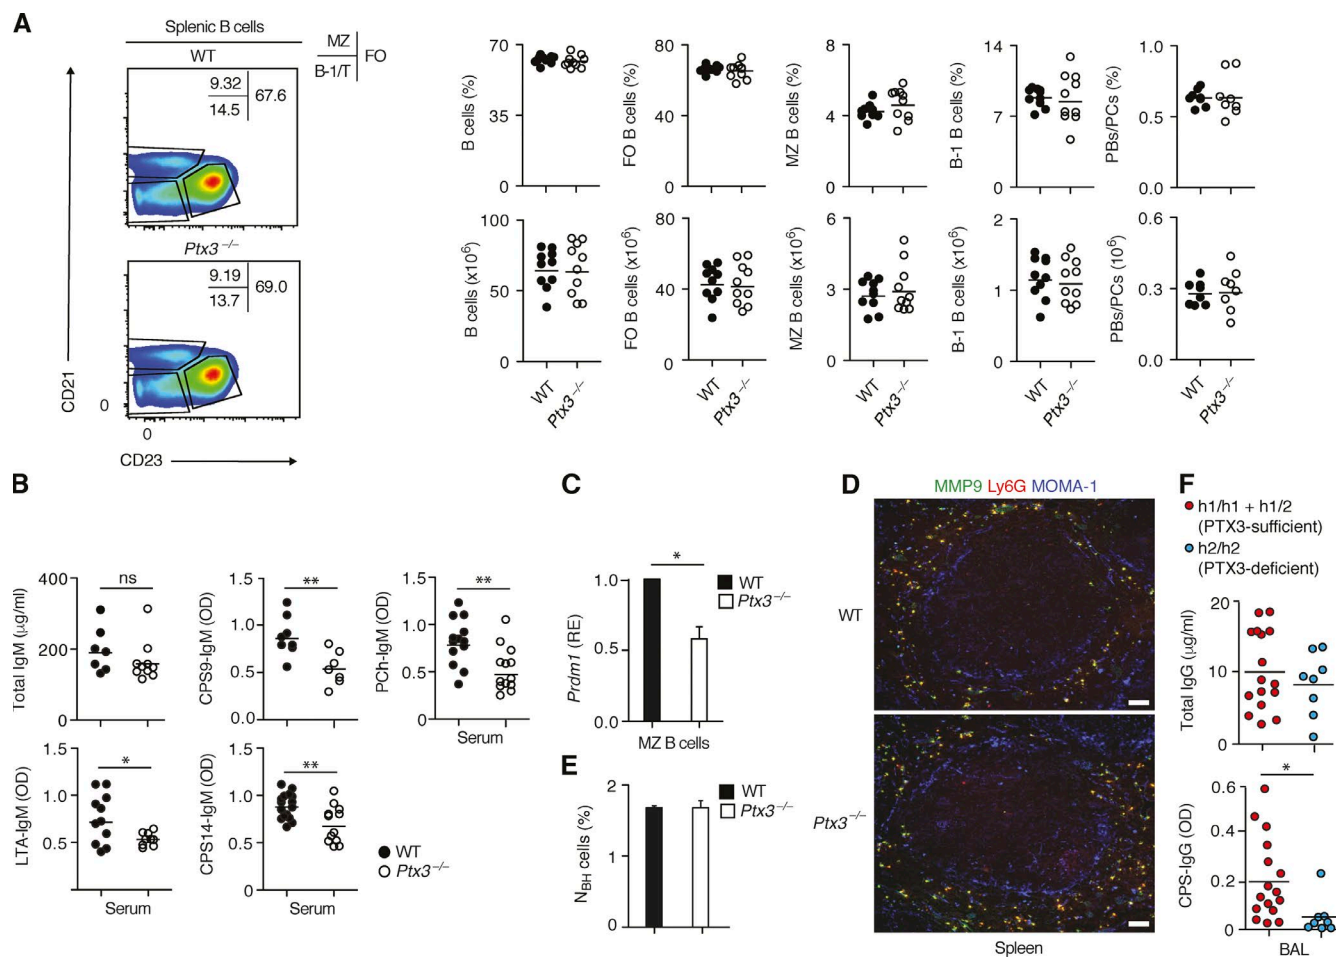 A
Splenic B cells
WT
MZ
B-1/T
FO
9.32
14.5
67.6
Ptx3−/−
9.19
13.7
69.0
CD21
0
0
CD23
B cells (%)
70
35
0
FO B cells (%)
80
40
0
MZ B cells (%)
8
4
0
B-1 B cells (%)
14
7
0
PBs/PCs (%)
1.0
0.5
0.0
B cells (x10⁶)
100
50
0
WT
Ptx3−/−
FO B cells (x10⁶)
80
40
0
WT
Ptx3−/−
MZ B cells (x10⁶)
6
3
0
WT
Ptx3−/−
B-1 B cells (x10⁶)
2
1
0
WT
Ptx3−/−
PBs/PCs (10⁶)
0.6
0.3
0.0
WT
Ptx3−/−
B
Total IgM (μg/ml)
400
200
0
ns
CPS9-IgM (OD)
1.5
1.0
0.5
0.0
**
PCh-IgM (OD)
1.5
1.0
0.5
0
**
Serum
LTA-IgM (OD)
1.5
1.0
0.5
*
Serum
CPS14-IgM (OD)
1.5
1.0
0.5
0
**
Serum
WT
Ptx3−/−
C
Prdm1 (RE)
1.0
0.5
0.0
*
WT
Ptx3−/−
MZ B cells
D
MMP9 Ly6G MOMA-1
WT
Ptx3−/−
Spleen
E
NBH cells (%)
2
1
0
WT
Ptx3−/−
F
h1/h1 + h1/2
(PTX3-sufficient)
h2/h2
(PTX3-deficient)
Total IgG (μg/ml)
20
10
0
CPS-IgG (OD)
0.6
0.4
0.2
0
*
BAL